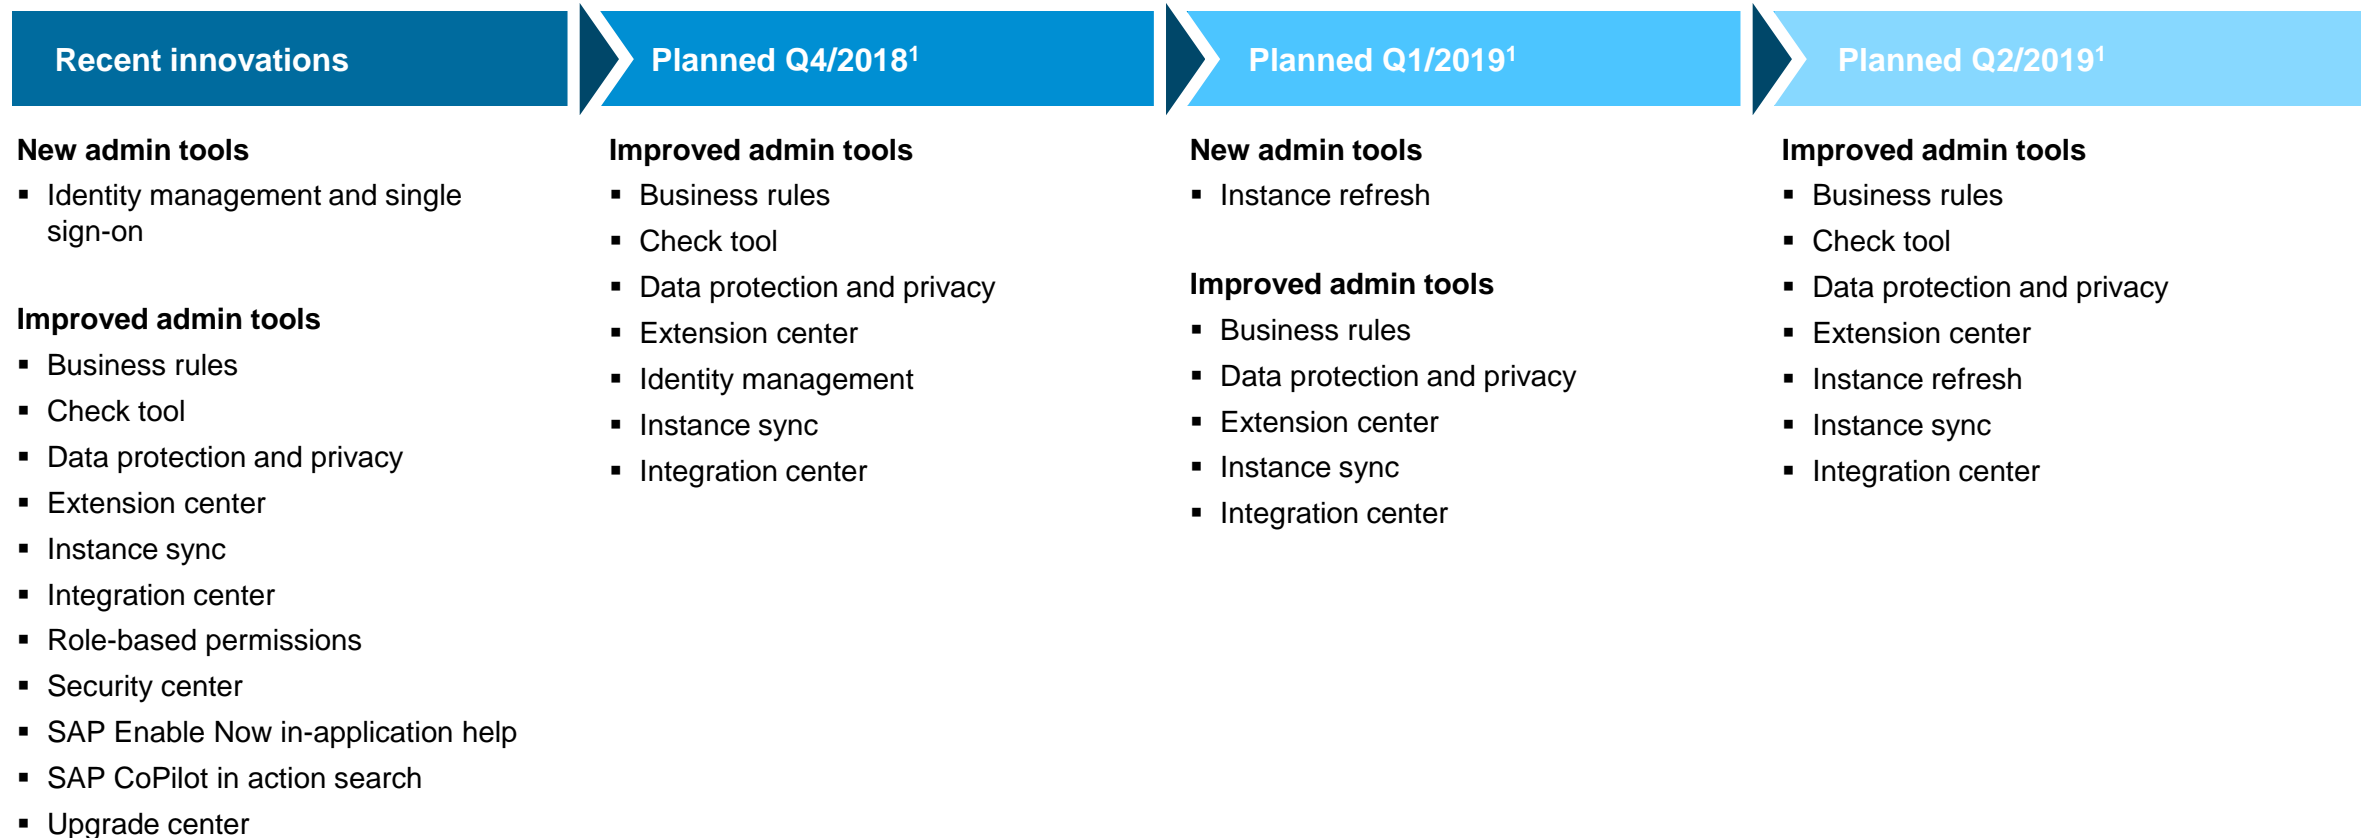 Recent innovations
Planned Q4/2018¹
Planned Q1/2019¹
Planned Q2/2019¹
New admin tools
▪ Identity management and single
sign-on
Improved admin tools
▪ Business rules
▪ Check tool
▪ Data protection and privacy
▪ Extension center
▪ Instance sync
▪ Integration center
▪ Role-based permissions
▪ Security center
▪ SAP Enable Now in-application help
▪ SAP CoPilot in action search
▪ Upgrade center
Improved admin tools
▪ Business rules
▪ Check tool
▪ Data protection and privacy
▪ Extension center
▪ Identity management
▪ Instance sync
▪ Integration center
New admin tools
▪ Instance refresh
Improved admin tools
▪ Business rules
▪ Data protection and privacy
▪ Extension center
▪ Instance sync
▪ Integration center
Improved admin tools
▪ Business rules
▪ Check tool
▪ Data protection and privacy
▪ Extension center
▪ Instance refresh
▪ Instance sync
▪ Integration center